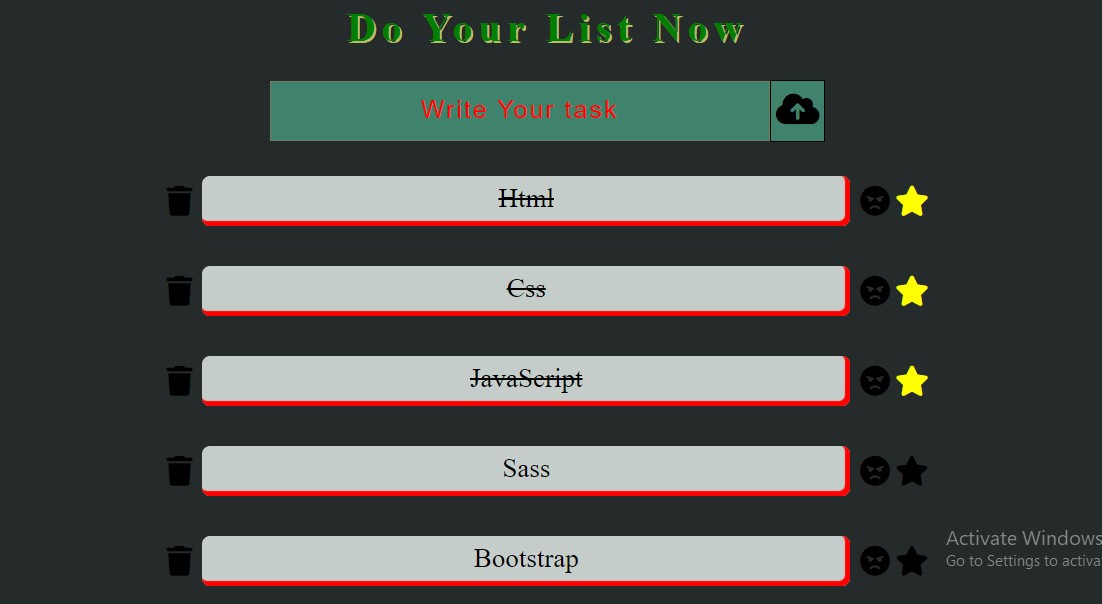 Do Your List Now
Write Your task
Html
Css
JavaScript
Sass
Bootstrap
Activate Windows
Go to Settings to activa